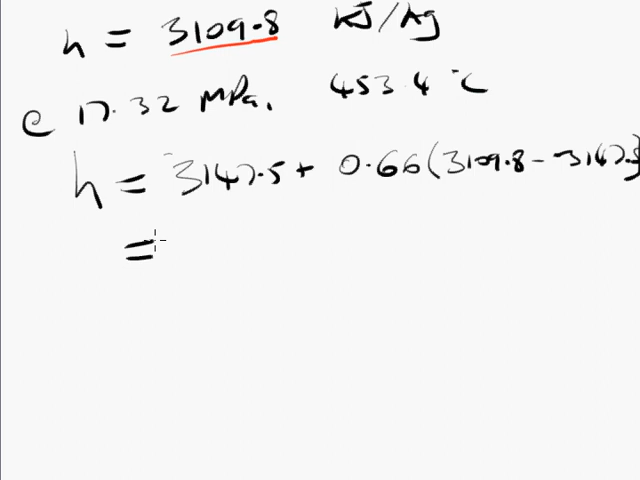 h = 3109.8 kJ/kg
@ 17.32 MPa, 453.4 °C
h = 3147.5 + 0.66(3109.8 - 3147.5)
=